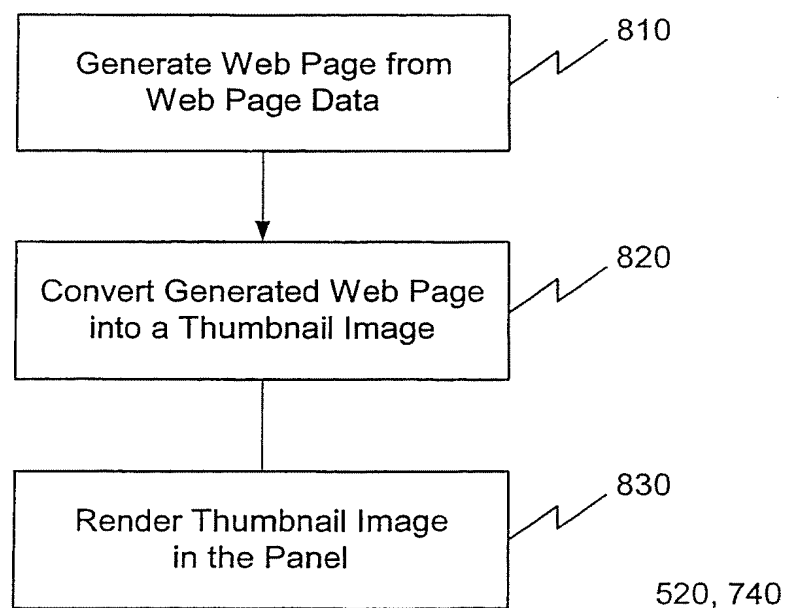 810
Generate Web Page from
Web Page Data
820
Convert Generated Web Page
into a Thumbnail Image
830
Render Thumbnail Image
in the Panel
520, 740